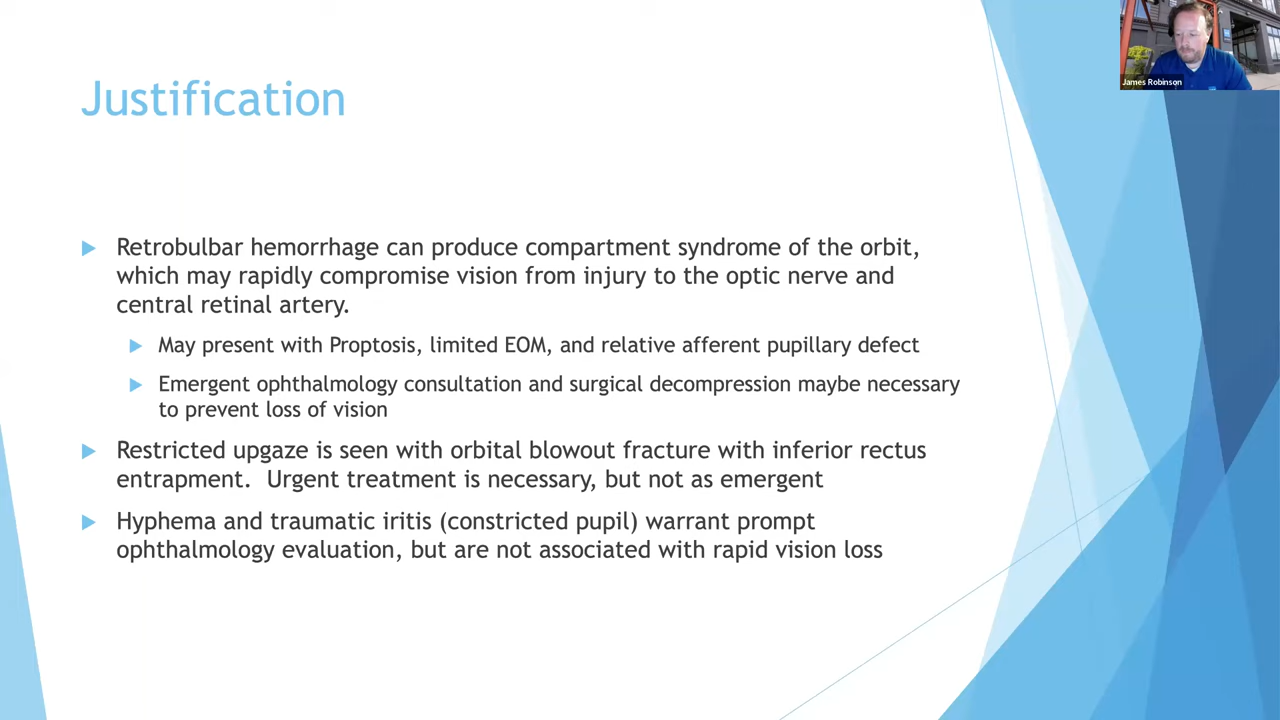 James Robinson
Justification
Retrobulbar hemorrhage can produce compartment syndrome of the orbit,
which may rapidly compromise vision from injury to the optic nerve and
central retinal artery.
May present with Proptosis, limited EOM, and relative afferent pupillary defect
Emergent ophthalmology consultation and surgical decompression maybe necessary
to prevent loss of vision
Restricted upgaze is seen with orbital blowout fracture with inferior rectus
entrapment.  Urgent treatment is necessary, but not as emergent
Hyphema and traumatic iritis (constricted pupil) warrant prompt
ophthalmology evaluation, but are not associated with rapid vision loss